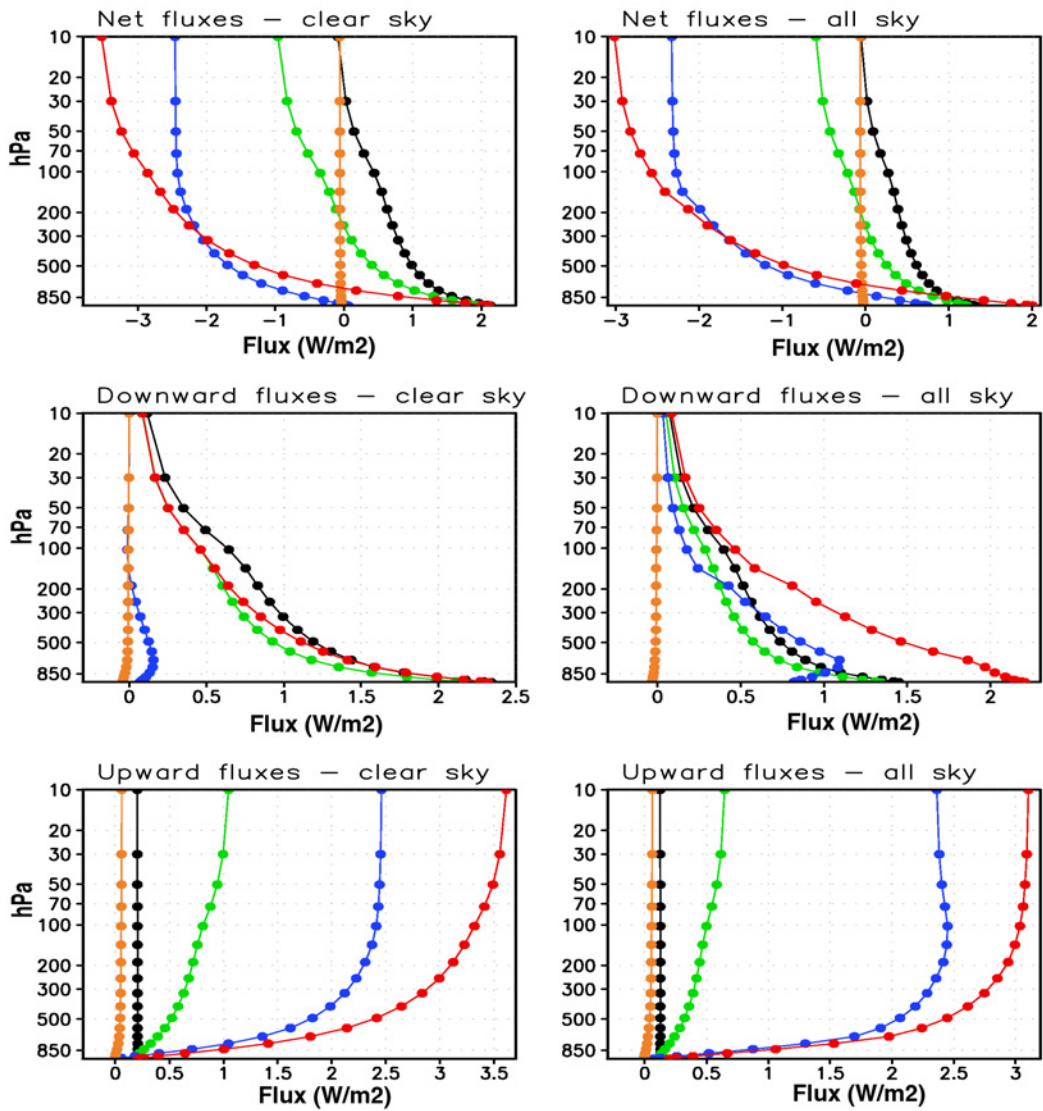 Net fluxes – clear sky
10
20
30
50
70
100
200
300
500
850
hPa
−3 −2 −1 0 1 2
Flux (W/m2)
Net fluxes – all sky
10
20
30
50
70
100
200
300
500
850
−3 −2 −1 0 1 2
Flux (W/m2)
Downward fluxes – clear sky
10
20
30
50
70
100
200
300
500
850
hPa
0 0.5 1 1.5 2 2.5
Flux (W/m2)
Downward fluxes – all sky
10
20
30
50
70
100
200
300
500
850
0 0.5 1 1.5 2
Flux (W/m2)
Upward fluxes – clear sky
10
20
30
50
70
100
200
300
500
850
hPa
0 0.5 1 1.5 2 2.5 3 3.5
Flux (W/m2)
Upward fluxes – all sky
10
20
30
50
70
100
200
300
500
850
0 0.5 1 1.5 2 2.5 3
Flux (W/m2)